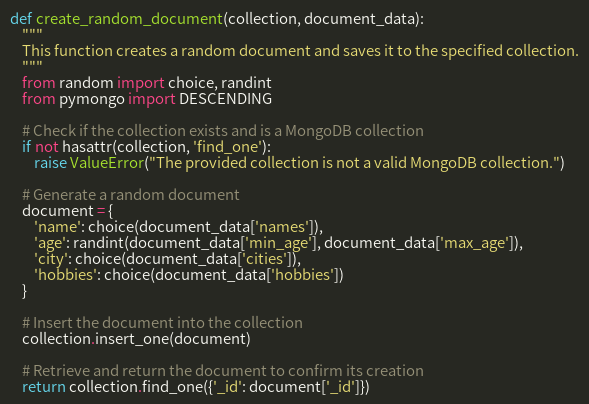 def create_random_document(collection, document_data):
    """
    This function creates a random document and saves it to the specified collection.
    """
    from random import choice, randint
    from pymongo import DESCENDING

    # Check if the collection exists and is a MongoDB collection
    if not hasattr(collection, 'find_one'):
        raise ValueError("The provided collection is not a valid MongoDB collection.")

    # Generate a random document
    document = {
        'name': choice(document_data['names']),
        'age': randint(document_data['min_age'], document_data['max_age']),
        'city': choice(document_data['cities']),
        'hobbies': choice(document_data['hobbies'])
    }

    # Insert the document into the collection
    collection.insert_one(document)

    # Retrieve and return the document to confirm its creation
    return collection.find_one({'_id': document['_id']})